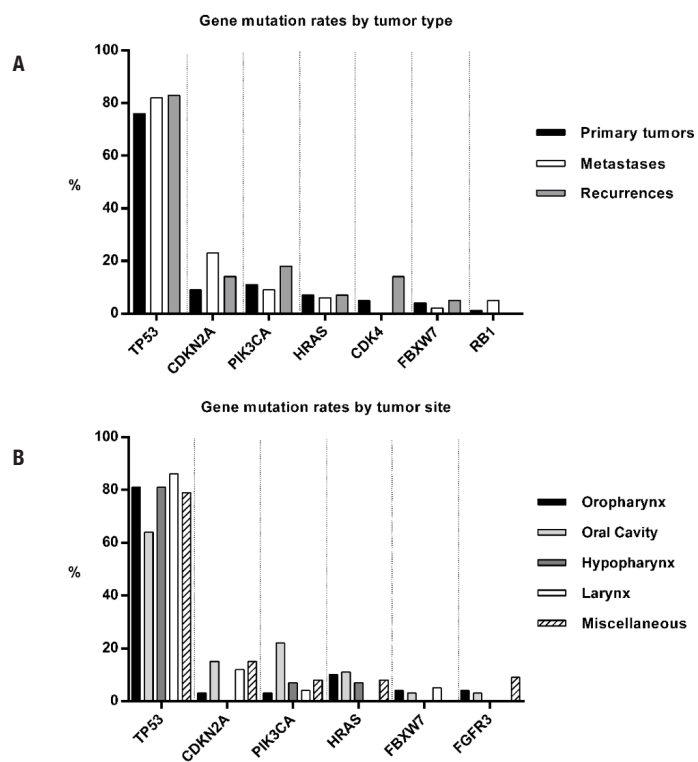 Gene mutation rates by tumor type
A
100
80
60
40
20
0
%
TP53
CDKN2A
PIK3CA
HRAS
CDK4
FBXW7
RB1
Primary tumors
Metastases
Recurrences
Gene mutation rates by tumor site
B
100
80
60
40
20
0
%
TP53
CDKN2A
PIK3CA
HRAS
FBXW7
FGFR3
Oropharynx
Oral Cavity
Hypopharynx
Larynx
Miscellaneous